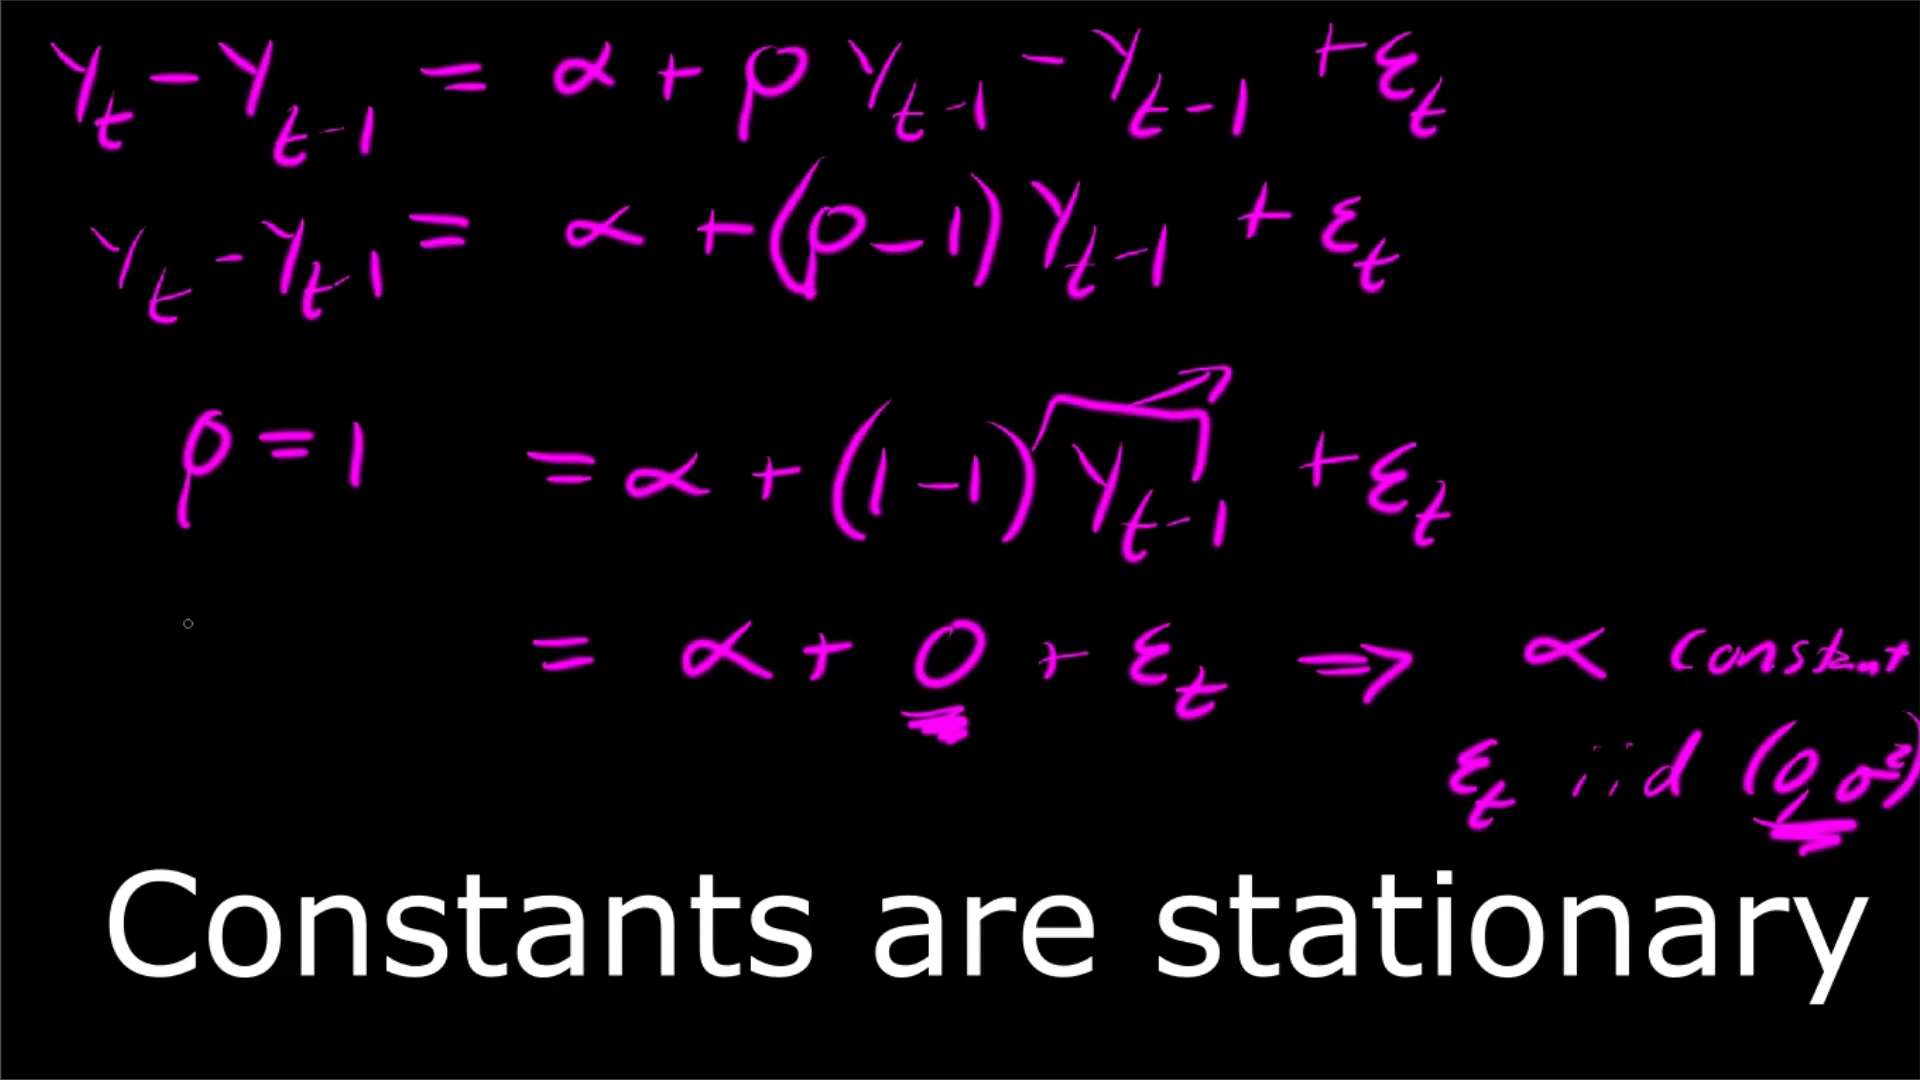 Yt - Yt-1 = α + ρ Yt-1 - Yt-1 + εt
Yt - Yt-1 = α + (ρ - 1) Yt-1 + εt
ρ = 1 = α + (1 - 1) Yt-1 + εt
= α + 0 + εt ⇒ α constant
εt iid (0, σ²)
Constants are stationary